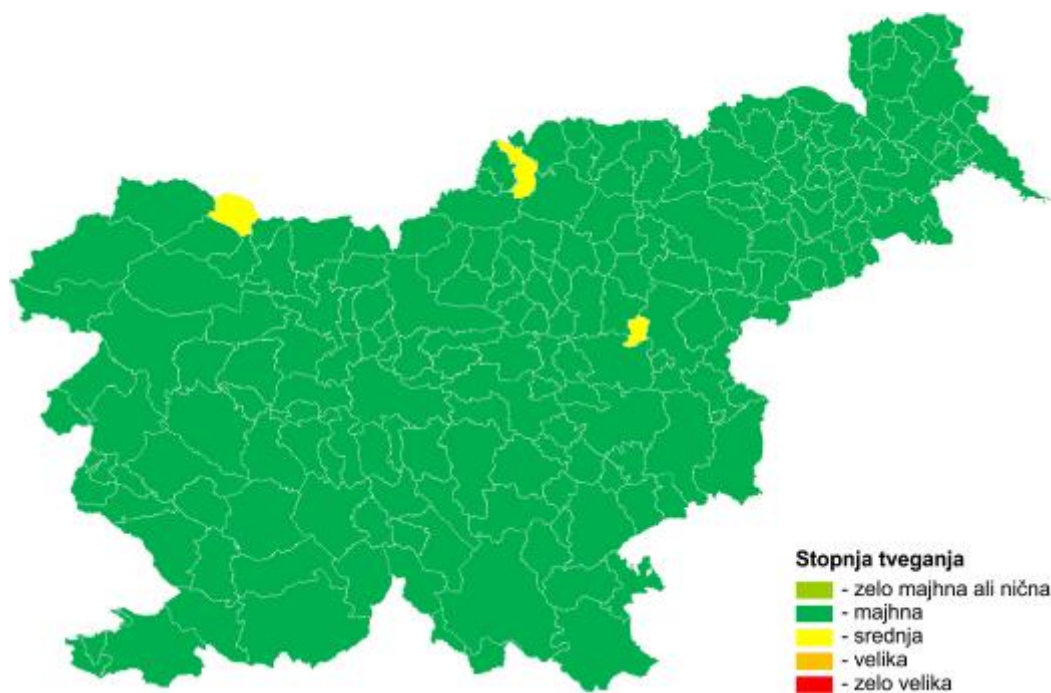 Stopnja tveganja
- zelo majhna ali nična
- majhna
- srednja
- velika
- zelo velika